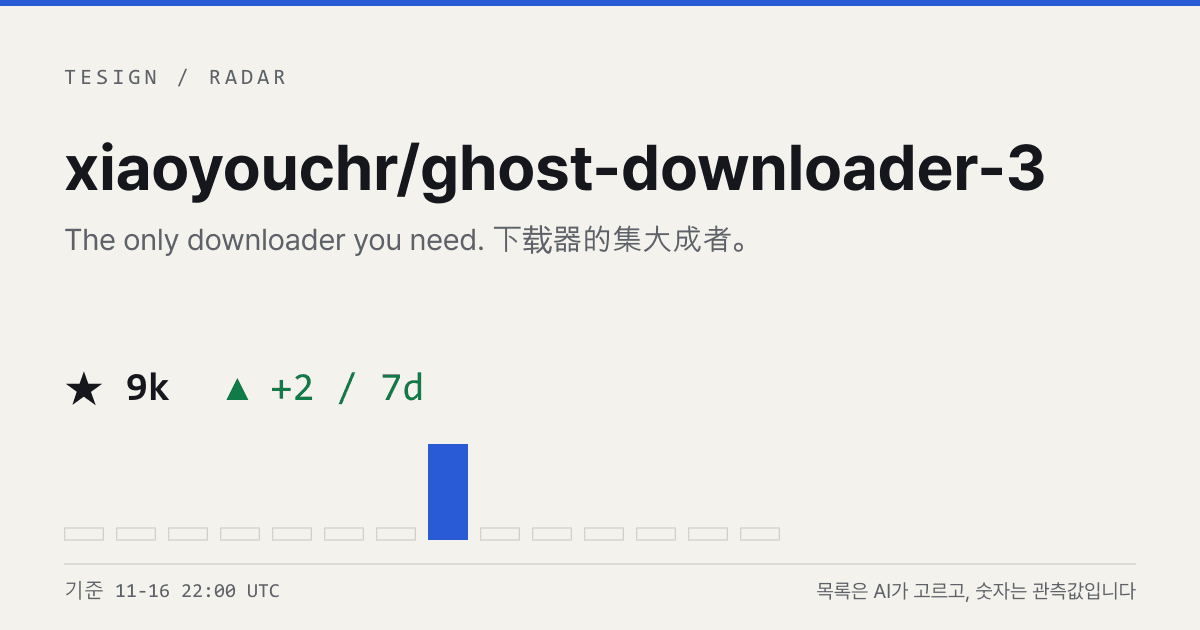 TESIGN / RADAR
xiaoyouchr/ghost-downloader-3
The only downloader you need. 下载器的集大成者。
★ 9k ▲ +2 / 7d
기준 11-16 22:00 UTC
목록은 AI가 고르고, 숫자는 관측값입니다